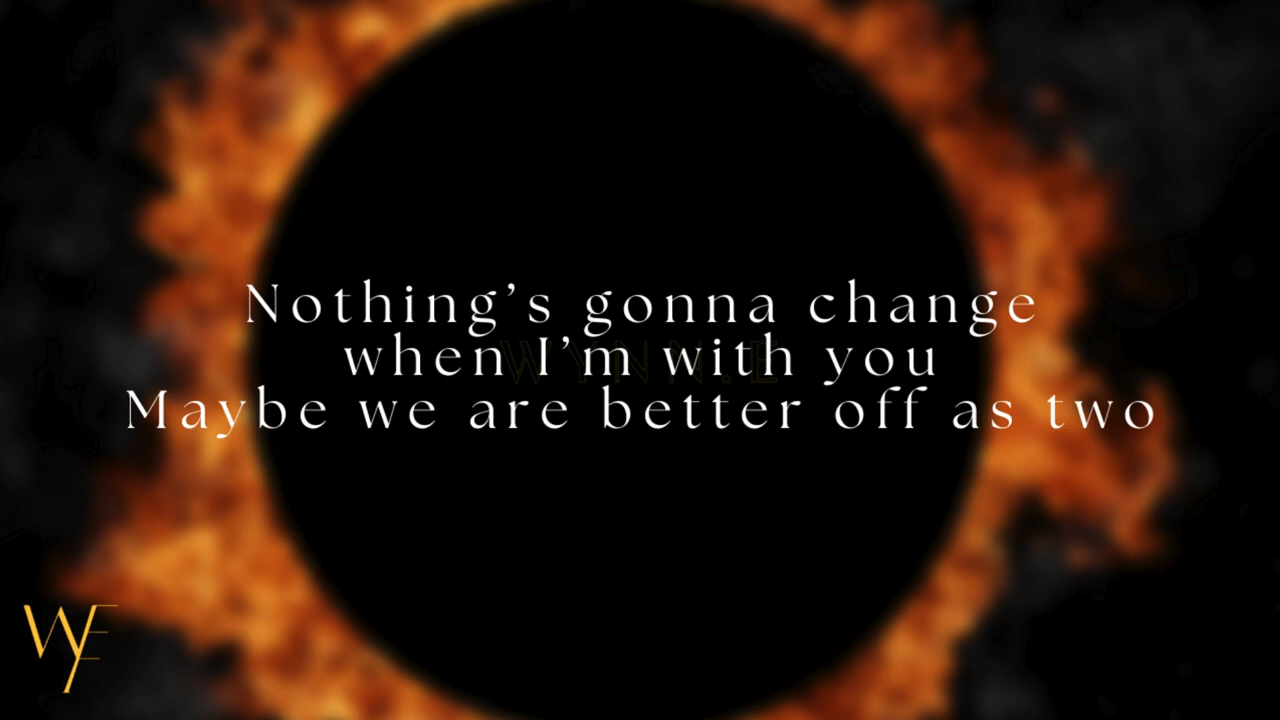 Nothing’s gonna change
when I’m with you
Maybe we are better off as two